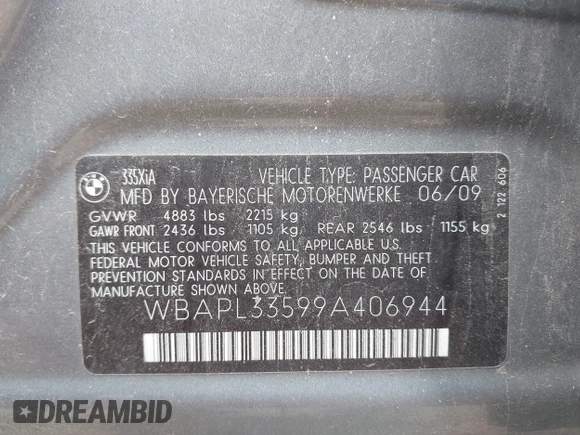 335XiA VEHICLE TYPE: PASSENGER CAR
MFD BY BAYERISCHE MOTORENWERKE 06/09
GVWR 4883 lbs 2215 kg
GAWR FRONT 2436 lbs 1105 kg REAR 2546 lbs 1155 kg
THIS VEHICLE CONFORMS TO ALL APPLICABLE U.S.
FEDERAL MOTOR VEHICLE SAFETY, BUMPER AND THEFT
PREVENTION STANDARDS IN EFFECT ON THE DATE OF
MANUFACTURE SHOWN ABOVE.
WBAPL33599A406944
2 122 606
BMW
DREAMBID